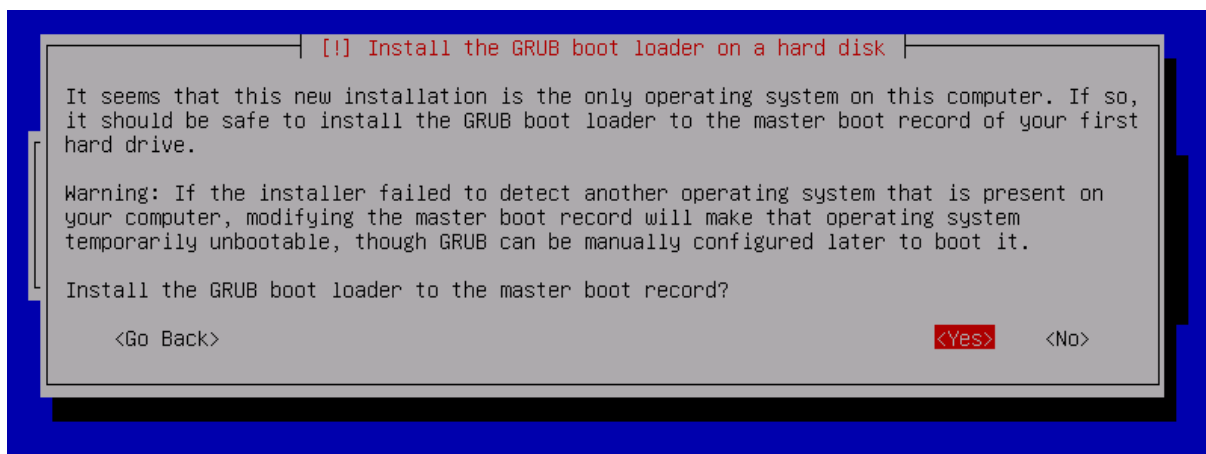 [!] Install the GRUB boot loader on a hard disk
It seems that this new installation is the only operating system on this computer. If so,
it should be safe to install the GRUB boot loader to the master boot record of your first
hard drive.
Warning: If the installer failed to detect another operating system that is present on
your computer, modifying the master boot record will make that operating system
temporarily unbootable, though GRUB can be manually configured later to boot it.
Install the GRUB boot loader to the master boot record?
<Go Back> <Yes> <No>